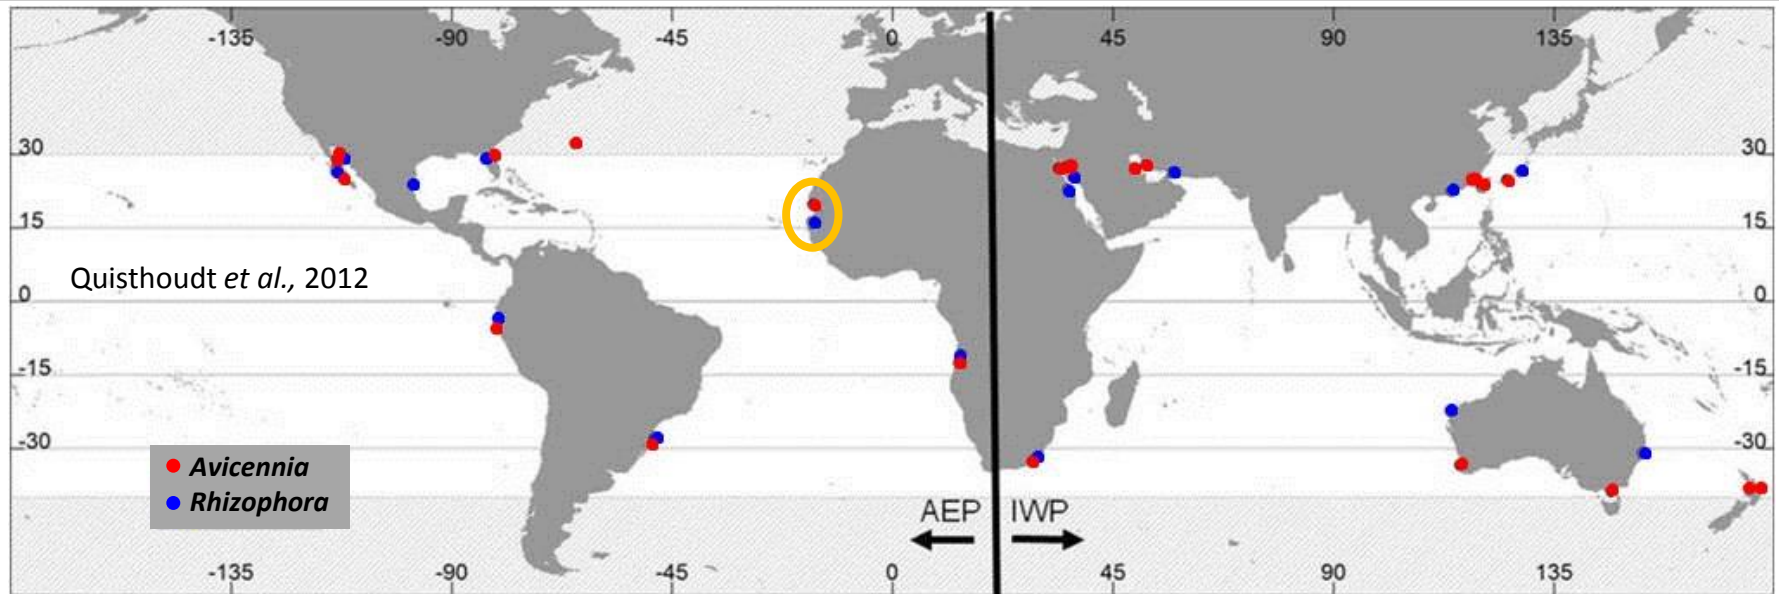 -135 -90 -45 0 45 90 135
30 30
15 15
Quisthoudt et al., 2012
0 0
-15 -15
-30 -30
Avicennia
Rhizophora
AEP IWP
-135 -90 -45 0 45 90 135